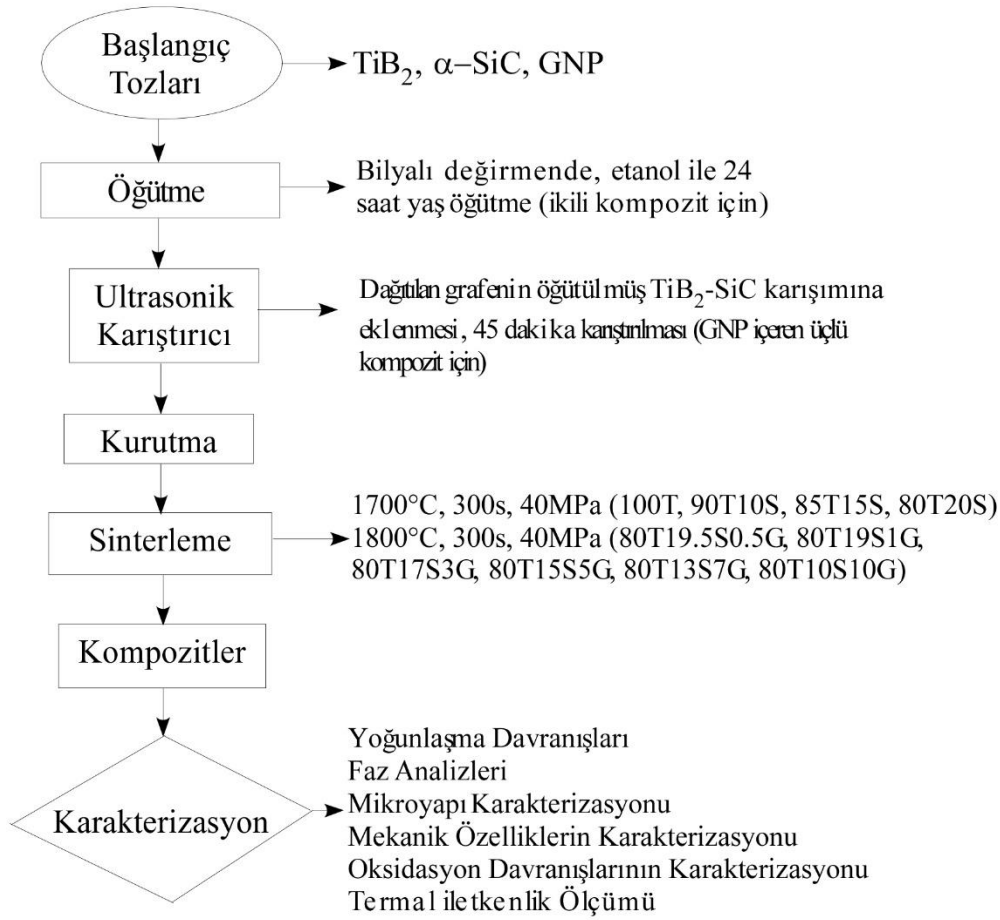 Başlangıç
Tozları
TiB2, α–SiC, GNP
Öğütme
Bilyalı değirmende, etanol ile 24
saat yaş öğütme (ikili kompozit için)
Ultrasonik
Karıştırıcı
Dağıtılan grafenin öğütülmüş TiB2-SiC karışımına
eklenmesi, 45 dakika karıştırılması (GNP içeren üçlü
kompozit için)
Kurutma
Sinterleme
1700°C, 300s, 40MPa (100T, 90T10S, 85T15S, 80T20S)
1800°C, 300s, 40MPa (80T19.5S0.5G, 80T19S1G,
80T17S3G, 80T15S5G, 80T13S7G, 80T10S10G)
Kompozitler
Karakterizasyon
Yoğunlaşma Davranışları
Faz Analizleri
Mikroyapı Karakterizasyonu
Mekanik Özelliklerin Karakterizasyonu
Oksidasyon Davranışlarının Karakterizasyonu
Termal iletkenlik Ölçümü